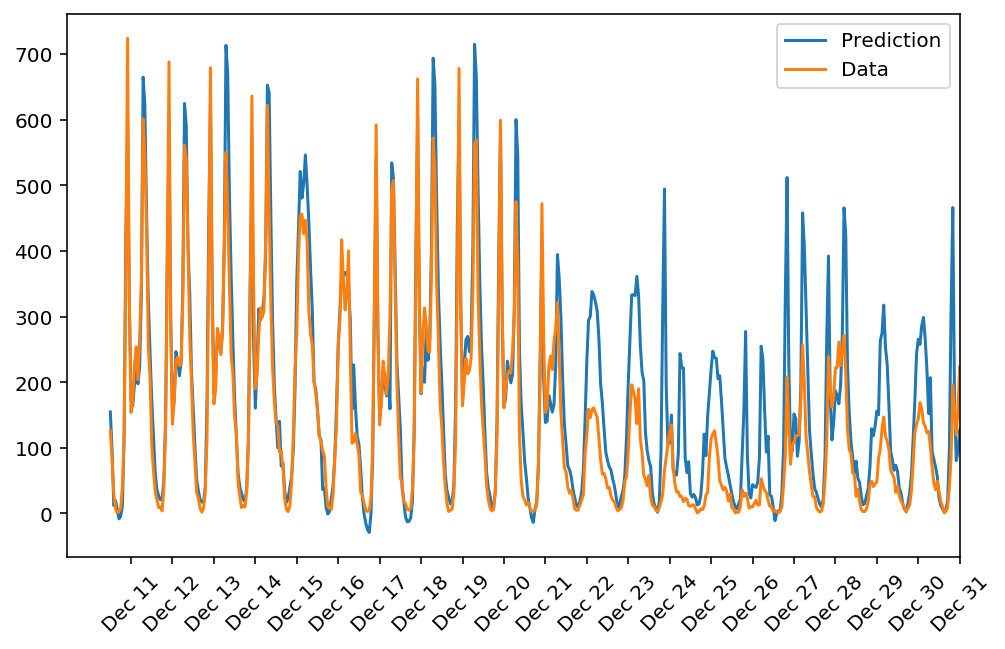 Prediction
Data
700
600
500
400
300
200
100
0
Dec 11
Dec 12
Dec 13
Dec 14
Dec 15
Dec 16
Dec 17
Dec 18
Dec 19
Dec 20
Dec 21
Dec 22
Dec 23
Dec 24
Dec 25
Dec 26
Dec 27
Dec 28
Dec 29
Dec 30
Dec 31